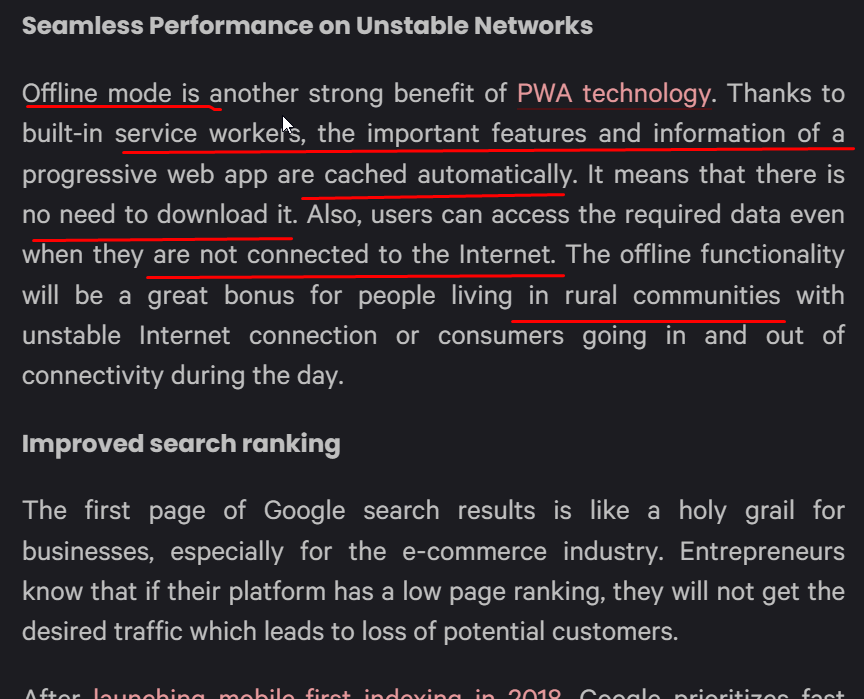 Seamless Performance on Unstable Networks
Offline mode is another strong benefit of PWA technology. Thanks to
built-in service workers, the important features and information of a
progressive web app are cached automatically. It means that there is
no need to download it. Also, users can access the required data even
when they are not connected to the Internet. The offline functionality
will be a great bonus for people living in rural communities with
unstable Internet connection or consumers going in and out of
connectivity during the day.
Improved search ranking
The first page of Google search results is like a holy grail for
businesses, especially for the e-commerce industry. Entrepreneurs
know that if their platform has a low page ranking, they will not get the
desired traffic which leads to loss of potential customers.
After launching mobile-first indexing in 2018, Google prioritizes fast